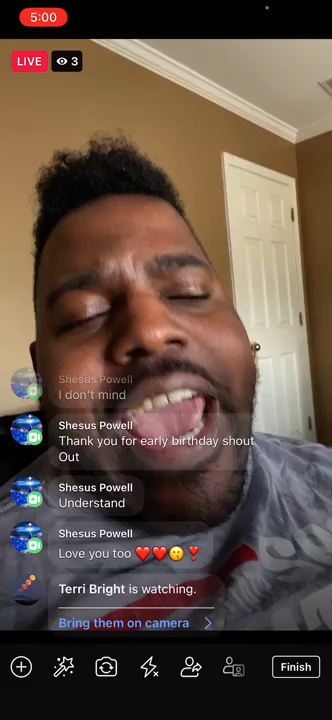 5:00
LIVE
3
Shesus Powell
I don't mind
Shesus Powell
Thank you for early birthday shout
Out
Shesus Powell
Understand
Shesus Powell
Love you too ❤️❤️😗❣️
Terri Bright is watching.
Bring them on camera
Finish